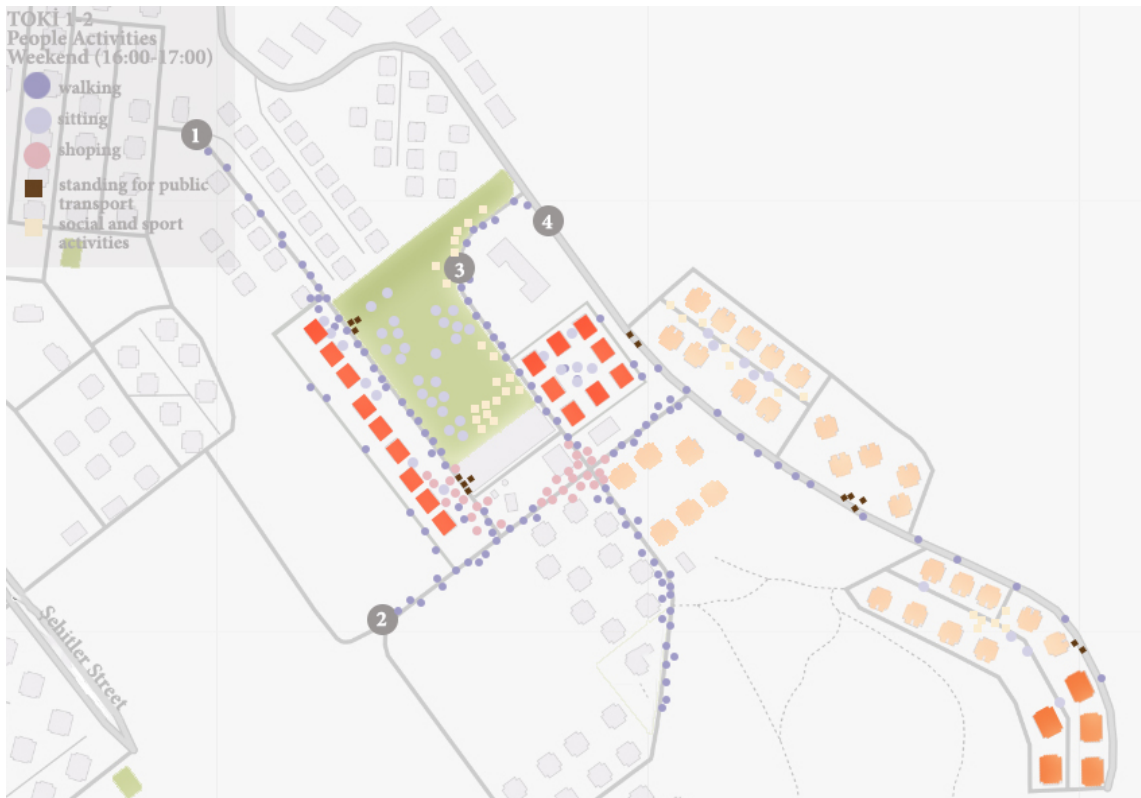 TOKİ 1-2
People Activities
Weekend (16:00-17:00)
walking
sitting
shoping
standing for public
transport
social and sport
activities
1
4
3
2
Sehitler Street